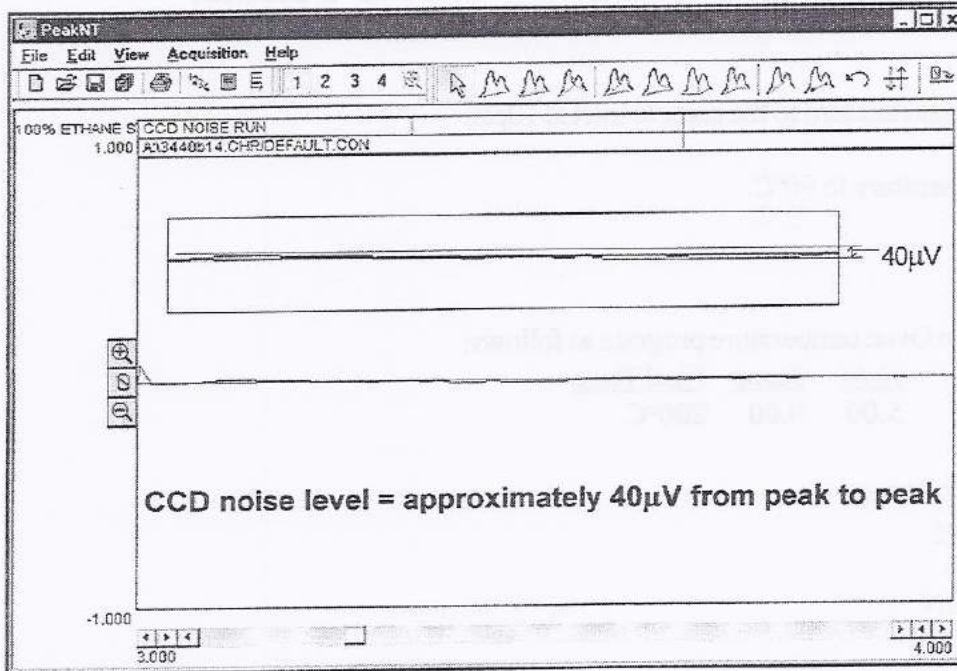 PeakNT
File Edit View Acquisition Help
1 2 3 4
100% ETHANE S CCD NOISE RUN
1.000 A:\3440514.CHR/DEFAULT.CON
40µV
CCD noise level = approximately 40µV from peak to peak
-1.000
3.000 4.000